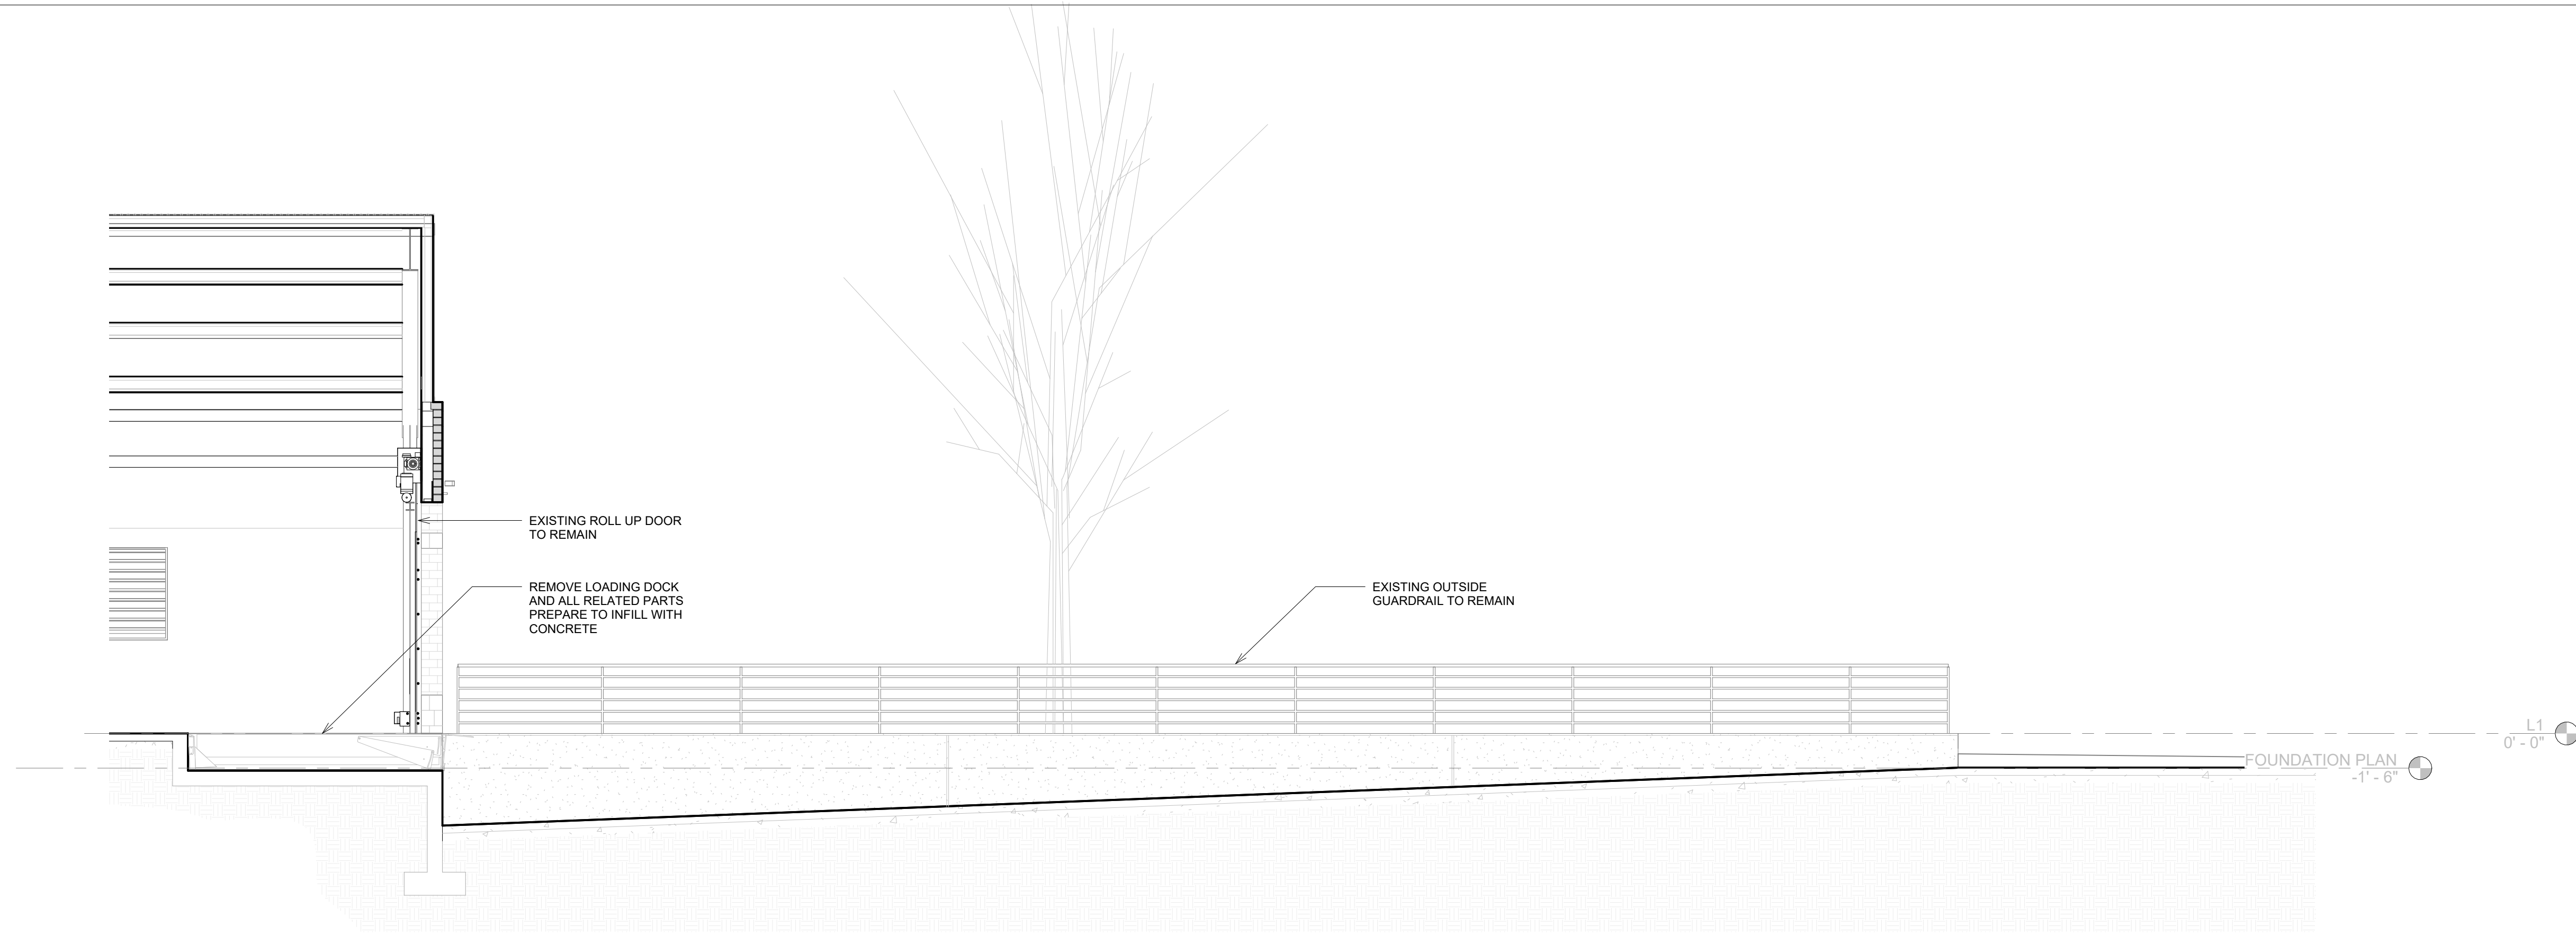 EXISTING ROLL UP DOOR
TO REMAIN
REMOVE LOADING DOCK
AND ALL RELATED PARTS
PREPARE TO INFILL WITH
CONCRETE
EXISTING OUTSIDE
GUARDRAIL TO REMAIN
L1
0' - 0"
FOUNDATION PLAN
-1' - 6"